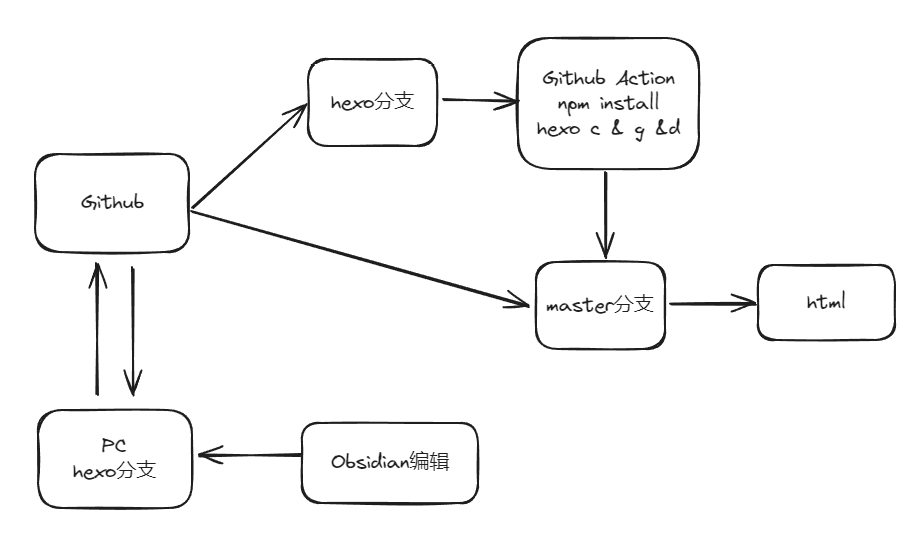 hexo分支
Github Action
npm install
hexo c & g &d
Github
master分支
html
PC
hexo分支
Obsidian编辑